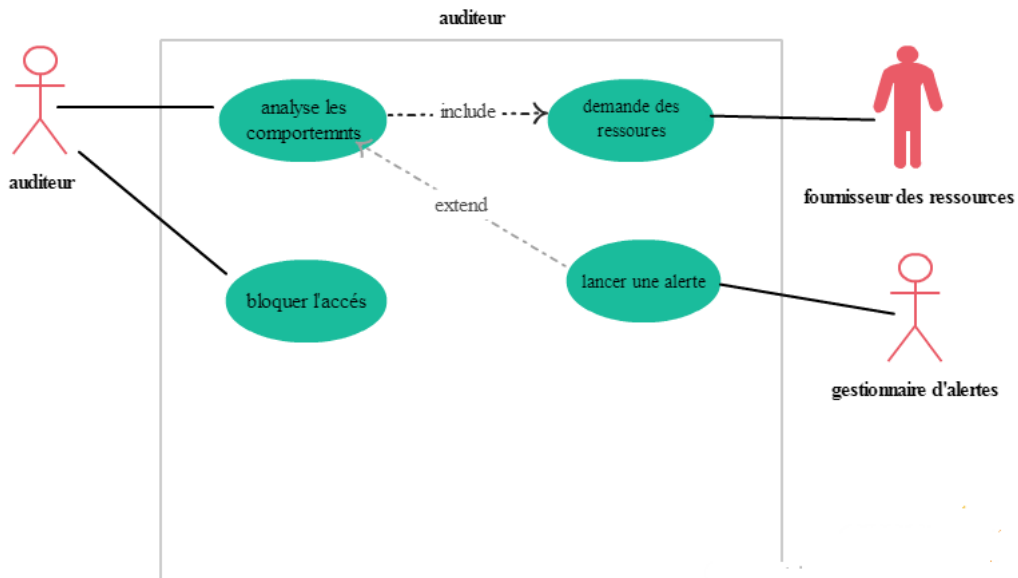 auditeur
analyse les
comportemnts
include
demande des
ressoures
auditeur
fournisseur des ressources
extend
bloquer l'accés
lancer une alerte
gestionnaire d'alertes